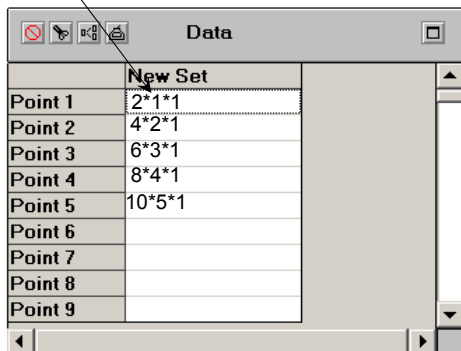 Data
New Set
Point 1 2*1*1
Point 2 4*2*1
Point 3 6*3*1
Point 4 8*4*1
Point 5 10*5*1
Point 6
Point 7
Point 8
Point 9